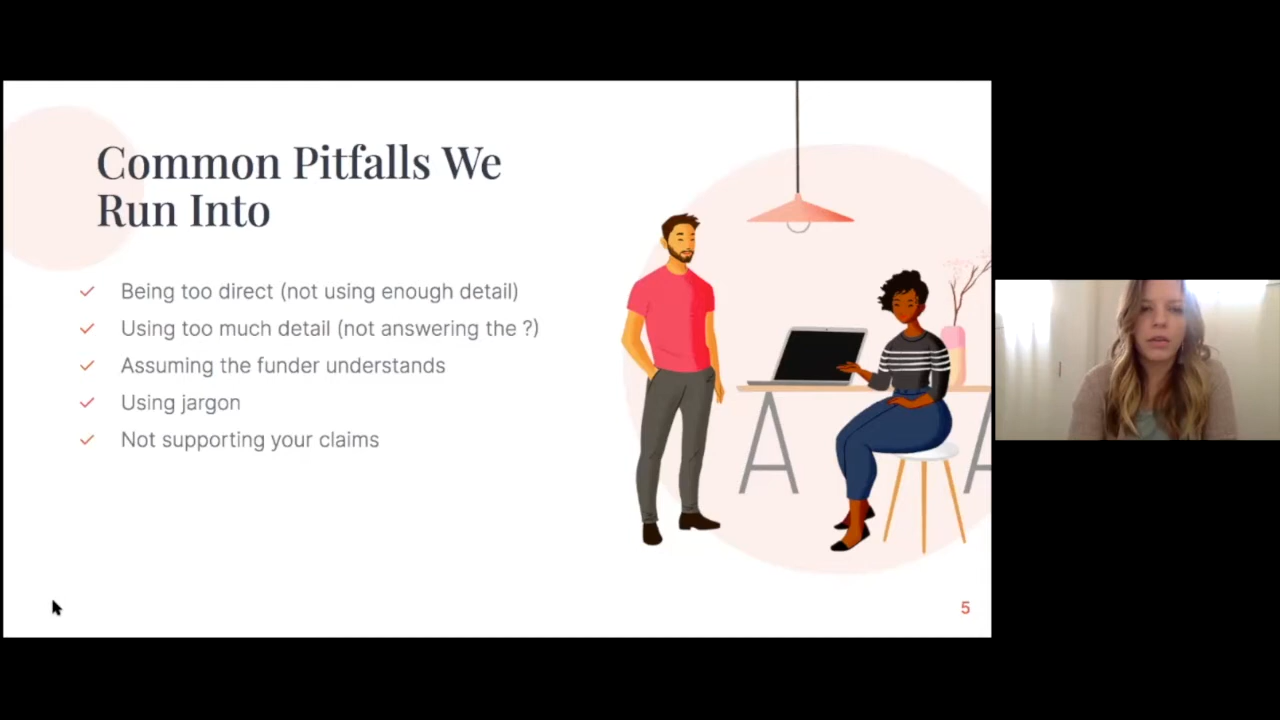 Common Pitfalls We
Run Into
Being too direct (not using enough detail)
Using too much detail (not answering the ?)
Assuming the funder understands
Using jargon
Not supporting your claims
5